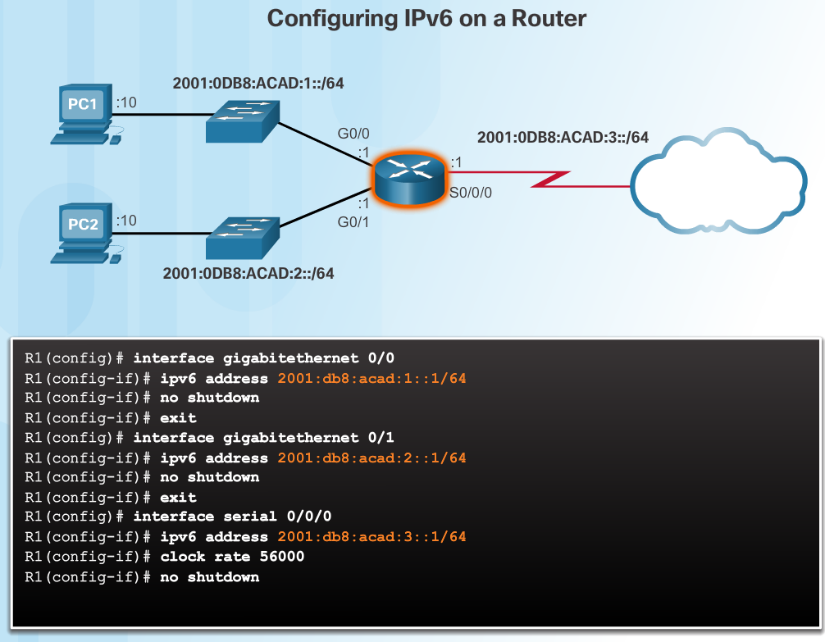 Configuring IPv6 on a Router
2001:0DB8:ACAD:1::/64
PC1
:10
G0/0
:1
2001:0DB8:ACAD:3::/64
:1
S0/0/0
PC2
:10
:1
G0/1
2001:0DB8:ACAD:2::/64
R1(config)# interface gigabitethernet 0/0
R1(config-if)# ipv6 address 2001:db8:acad:1::1/64
R1(config-if)# no shutdown
R1(config-if)# exit
R1(config)# interface gigabitethernet 0/1
R1(config-if)# ipv6 address 2001:db8:acad:2::1/64
R1(config-if)# no shutdown
R1(config-if)# exit
R1(config)# interface serial 0/0/0
R1(config-if)# ipv6 address 2001:db8:acad:3::1/64
R1(config-if)# clock rate 56000
R1(config-if)# no shutdown